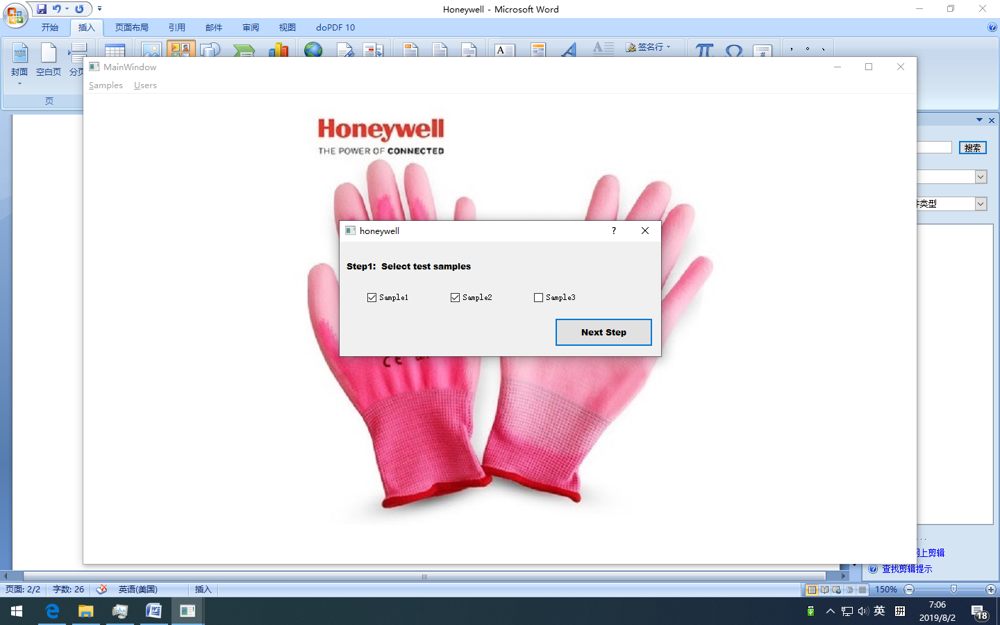 Honeywell - Microsoft Word
开始 插入 页面布局 引用 邮件 审阅 视图 doPDF 10
封面 空白页 分页
签名行
页
MainWindow
Samples Users
Honeywell
THE POWER OF CONNECTED
搜索
件类型
honeywell
Step1: Select test samples
Sample1 Sample2 Sample3
Next Step
CE
网上剪辑
查找剪辑提示
页面: 2/2 字数: 26 英语(美国) 插入 150%
英 拼 7:06
2019/8/2 18